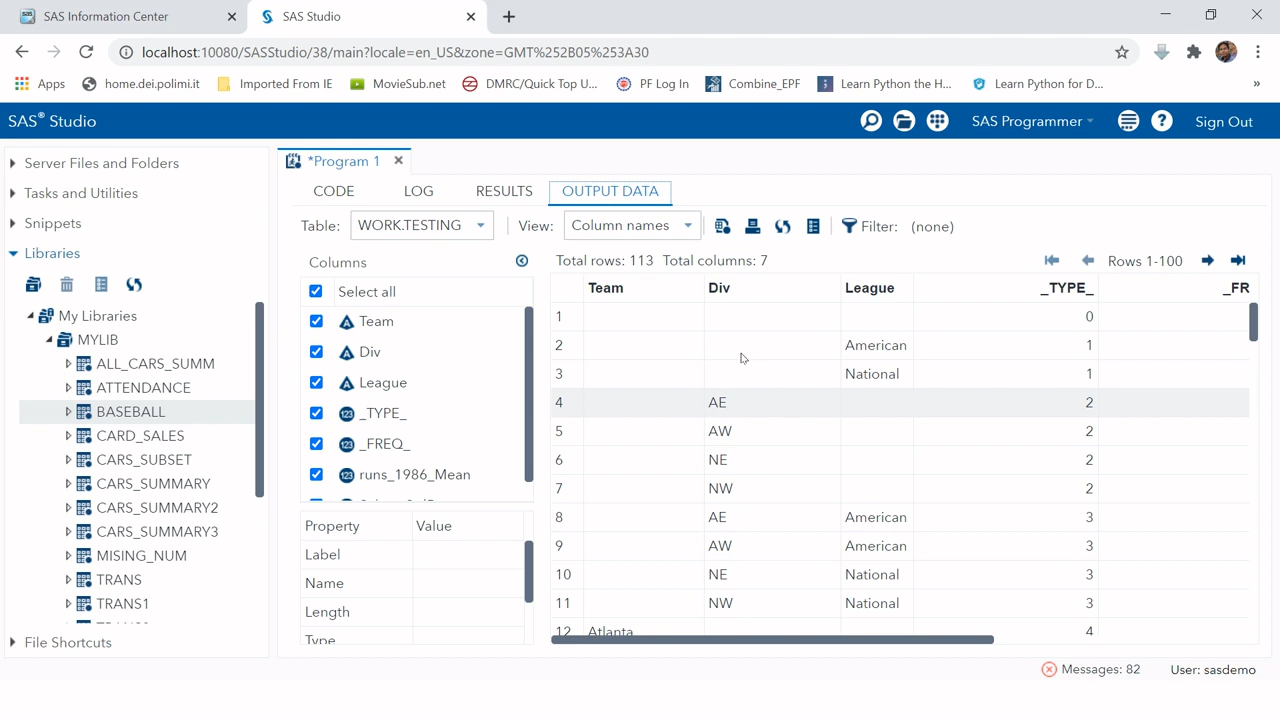 SAS Information Center
SAS Studio
localhost:10080/SASStudio/38/main?locale=en_US&zone=GMT%252B05%253A30
Apps home.dei.polimi.it Imported From IE MovieSub.net DMRC/Quick Top U... PF Log In Combine_EPF Learn Python the H... Learn Python for D... »
SAS® Studio SAS Programmer Sign Out
Server Files and Folders
Tasks and Utilities
Snippets
Libraries
My Libraries
MYLIB
ALL_CARS_SUMM
ATTENDANCE
BASEBALL
CARD_SALES
CARS_SUBSET
CARS_SUMMARY
CARS_SUMMARY2
CARS_SUMMARY3
MISING_NUM
TRANS
TRANS1
File Shortcuts
*Program 1
CODE LOG RESULTS OUTPUT DATA
Table: WORK.TESTING View: Column names Filter: (none)
Columns
Select all
Team
Div
League
_TYPE_
_FREQ_
runs_1986_Mean
Property Value
Label
Name
Length
Type
Total rows: 113 Total columns: 7 Rows 1-100
Team Div League _TYPE_ _FR
1 0
2 American 1
3 National 1
4 AE 2
5 AW 2
6 NE 2
7 NW 2
8 AE American 3
9 AW American 3
10 NE National 3
11 NW National 3
12 Atlanta 4
Messages: 82 User: sasdemo